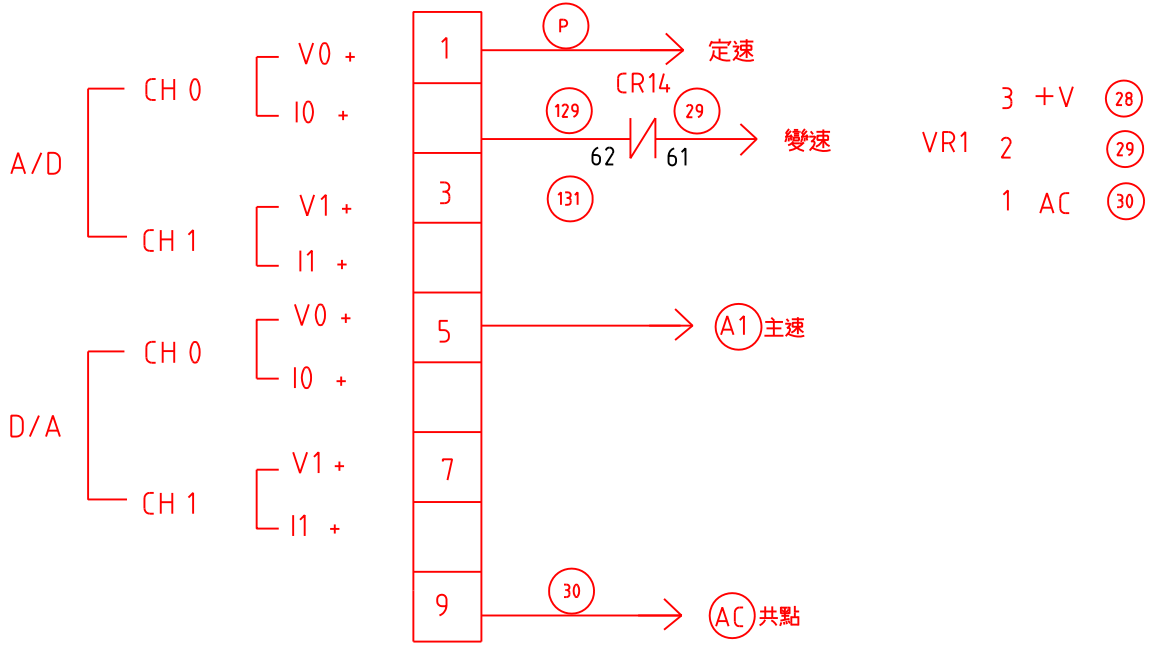 P
V0 +
1
定速
CR14
CH 0
3 +V 28
129
29
I0 +
62
61
變速
VR1
2 29
A/D
3
131
1 AC 30
V1 +
CH 1
I1 +
V0 +
5
A1 主速
CH 0
I0 +
D/A
V1 +
7
CH 1
I1 +
30
9
AC 共點